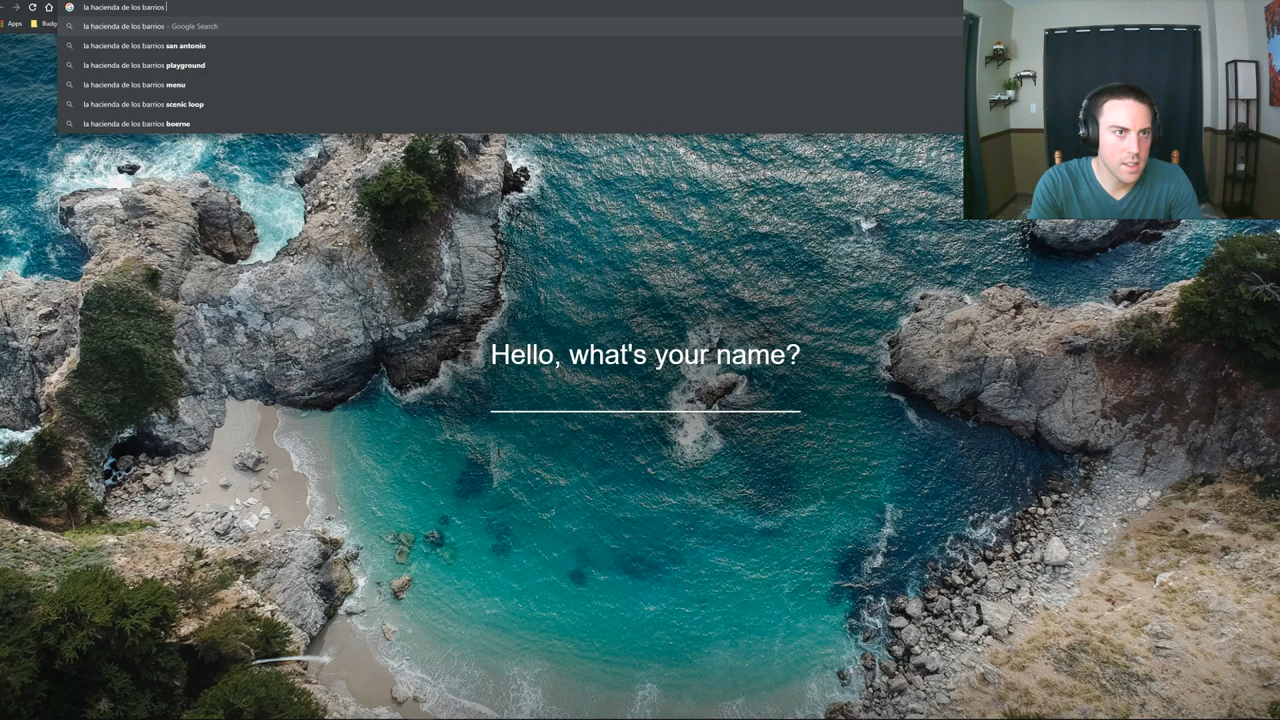 la hacienda de los barrios
Apps
Budg
la hacienda de los barrios - Google Search
la hacienda de los barrios san antonio
la hacienda de los barrios playground
la hacienda de los barrios menu
la hacienda de los barrios scenic loop
la hacienda de los barrios boerne
Hello, what's your name?